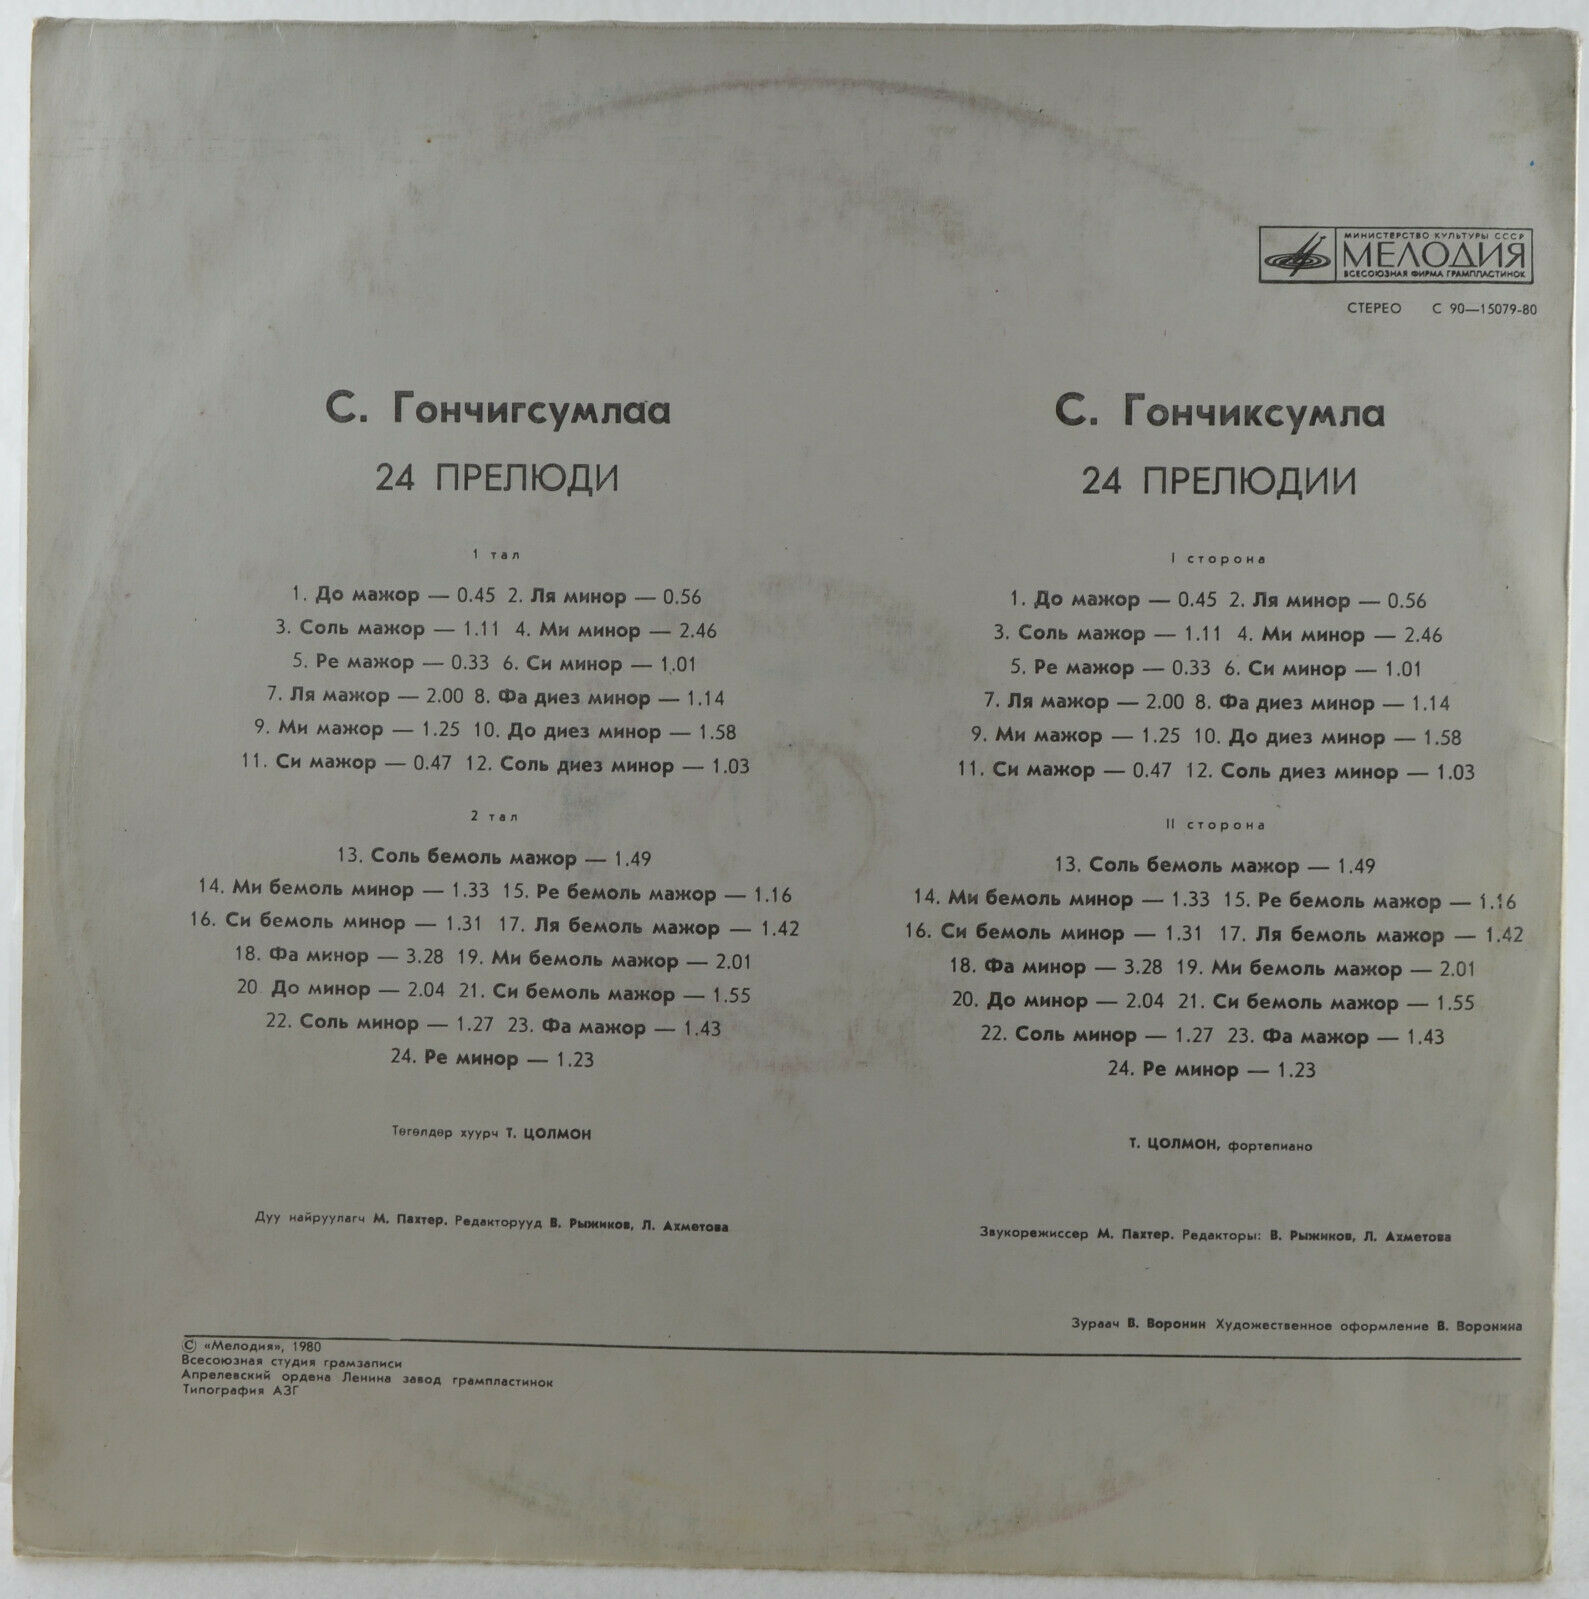 МИНИСТЕРСТВО КУЛЬТУРЫ СССР
МЕЛОДИЯ
ВСЕСОЮЗНАЯ ФИРМА ГРАМПЛАСТИНОК
СТЕРЕО С 90—15079-80
С. Гончигсумлаа
24 ПРЕЛЮДИ
1 тал
1. До мажор — 0.45 2. Ля минор — 0.56
3. Соль мажор — 1.11 4. Ми минор — 2.46
5. Ре мажор — 0.33 6. Си минор — 1.01
7. Ля мажор — 2.00 8. Фа диез минор — 1.14
9. Ми мажор — 1.25 10. До диез минор — 1.58
11. Си мажор — 0.47 12. Соль диез минор — 1.03
2 тал
13. Соль бемоль мажор — 1.49
14. Ми бемоль минор — 1.33 15. Ре бемоль мажор — 1.16
16. Си бемоль минор — 1.31 17. Ля бемоль мажор — 1.42
18. Фа минор — 3.28 19. Ми бемоль мажор — 2.01
20 До минор — 2.04 21. Си бемоль мажор — 1.55
22. Соль минор — 1.27 23. Фа мажор — 1.43
24. Ре минор — 1.23
Төгөлдөр хуурч Т. ЦОЛМОН
Дуу найруулагч М. Пахтер. Редакторууд В. Рыжиков, Л. Ахметова
С. Гончиксумла
24 ПРЕЛЮДИИ
I сторона
1. До мажор — 0.45 2. Ля минор — 0.56
3. Соль мажор — 1.11 4. Ми минор — 2.46
5. Ре мажор — 0.33 6. Си минор — 1.01
7. Ля мажор — 2.00 8. Фа диез минор — 1.14
9. Ми мажор — 1.25 10. До диез минор — 1.58
11. Си мажор — 0.47 12. Соль диез минор — 1.03
II сторона
13. Соль бемоль мажор — 1.49
14. Ми бемоль минор — 1.33 15. Ре бемоль мажор — 1.16
16. Си бемоль минор — 1.31 17. Ля бемоль мажор — 1.42
18. Фа минор — 3.28 19. Ми бемоль мажор — 2.01
20. До минор — 2.04 21. Си бемоль мажор — 1.55
22. Соль минор — 1.27 23. Фа мажор — 1.43
24. Ре минор — 1.23
Т. ЦОЛМОН, фортепиано
Звукорежиссер М. Пахтер. Редакторы: В. Рыжиков, Л. Ахметова
Зураач В. Воронин Художественное оформление В. Воронина
© «Мелодия», 1980
Всесоюзная студия грамзаписи
Апрелевский ордена Ленина завод грампластинок
Типография АЗГ